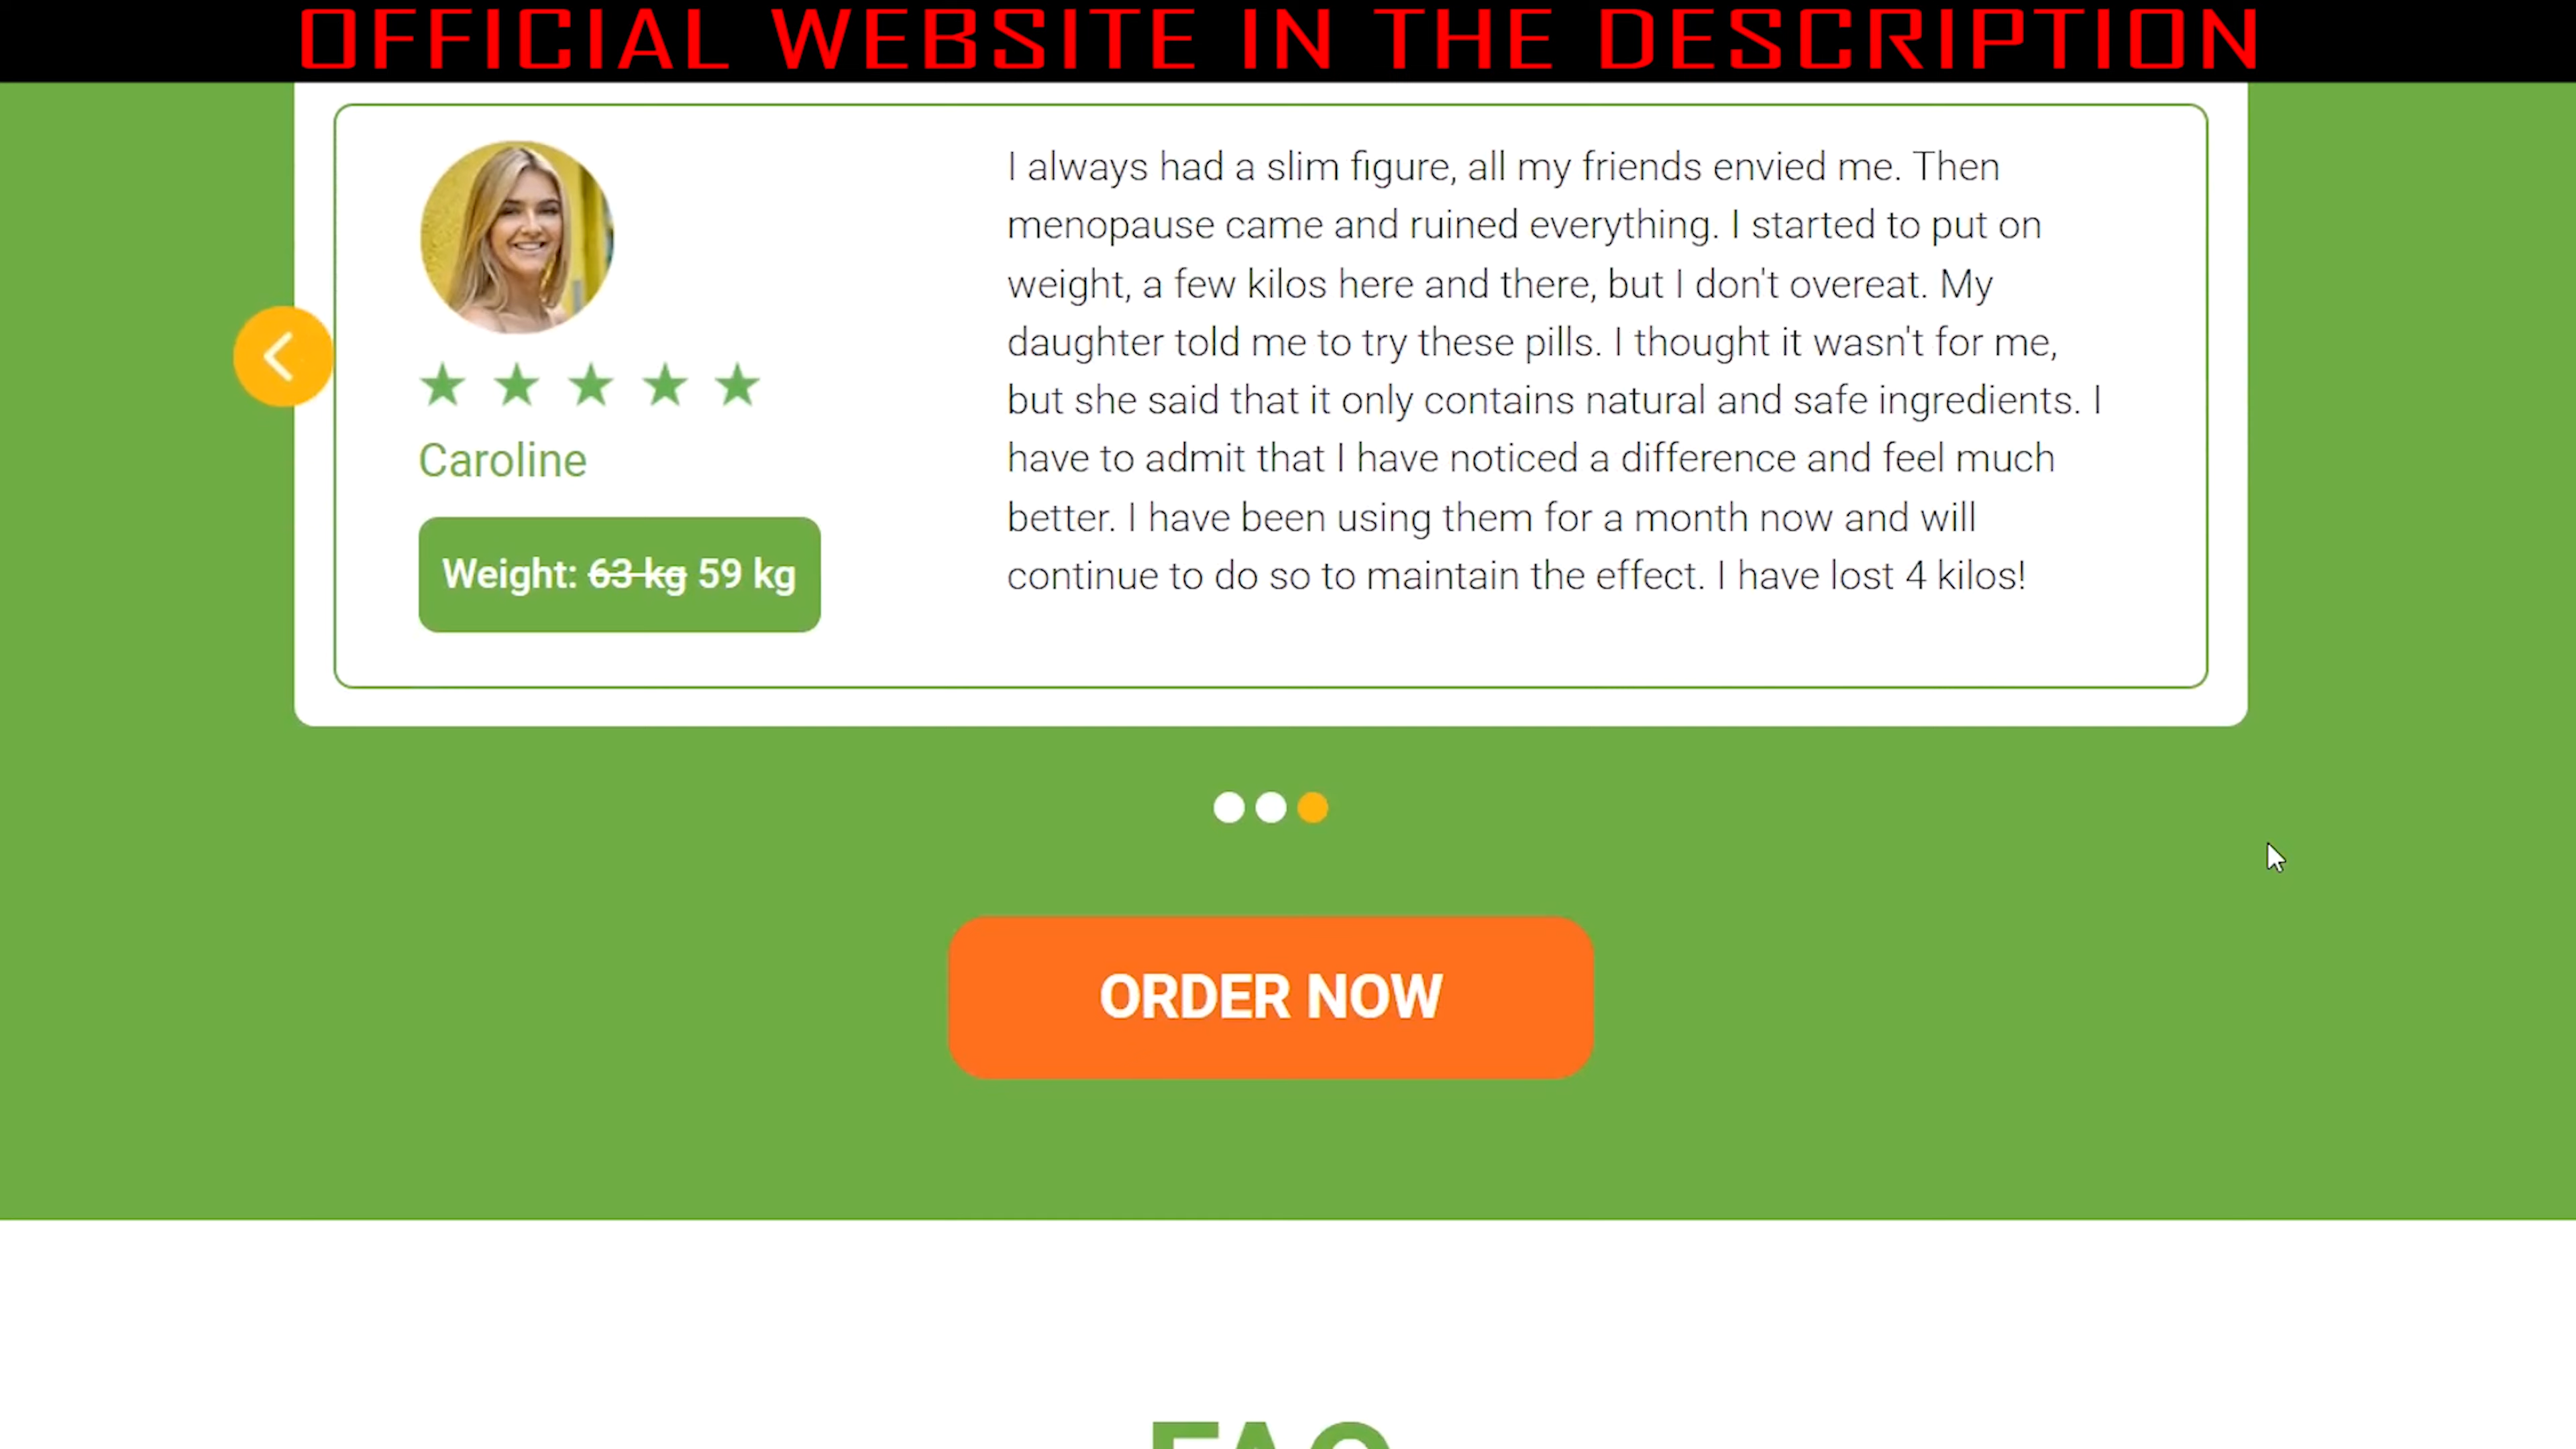 OFFICIAL WEBSITE IN THE DESCRIPTION
I always had a slim figure, all my friends envied me. Then
menopause came and ruined everything. I started to put on
weight, a few kilos here and there, but I don't overeat. My
daughter told me to try these pills. I thought it wasn't for me,
but she said that it only contains natural and safe ingredients. I
have to admit that I have noticed a difference and feel much
better. I have been using them for a month now and will
continue to do so to maintain the effect. I have lost 4 kilos!
Caroline
Weight: 63 kg 59 kg
ORDER NOW
FAQ